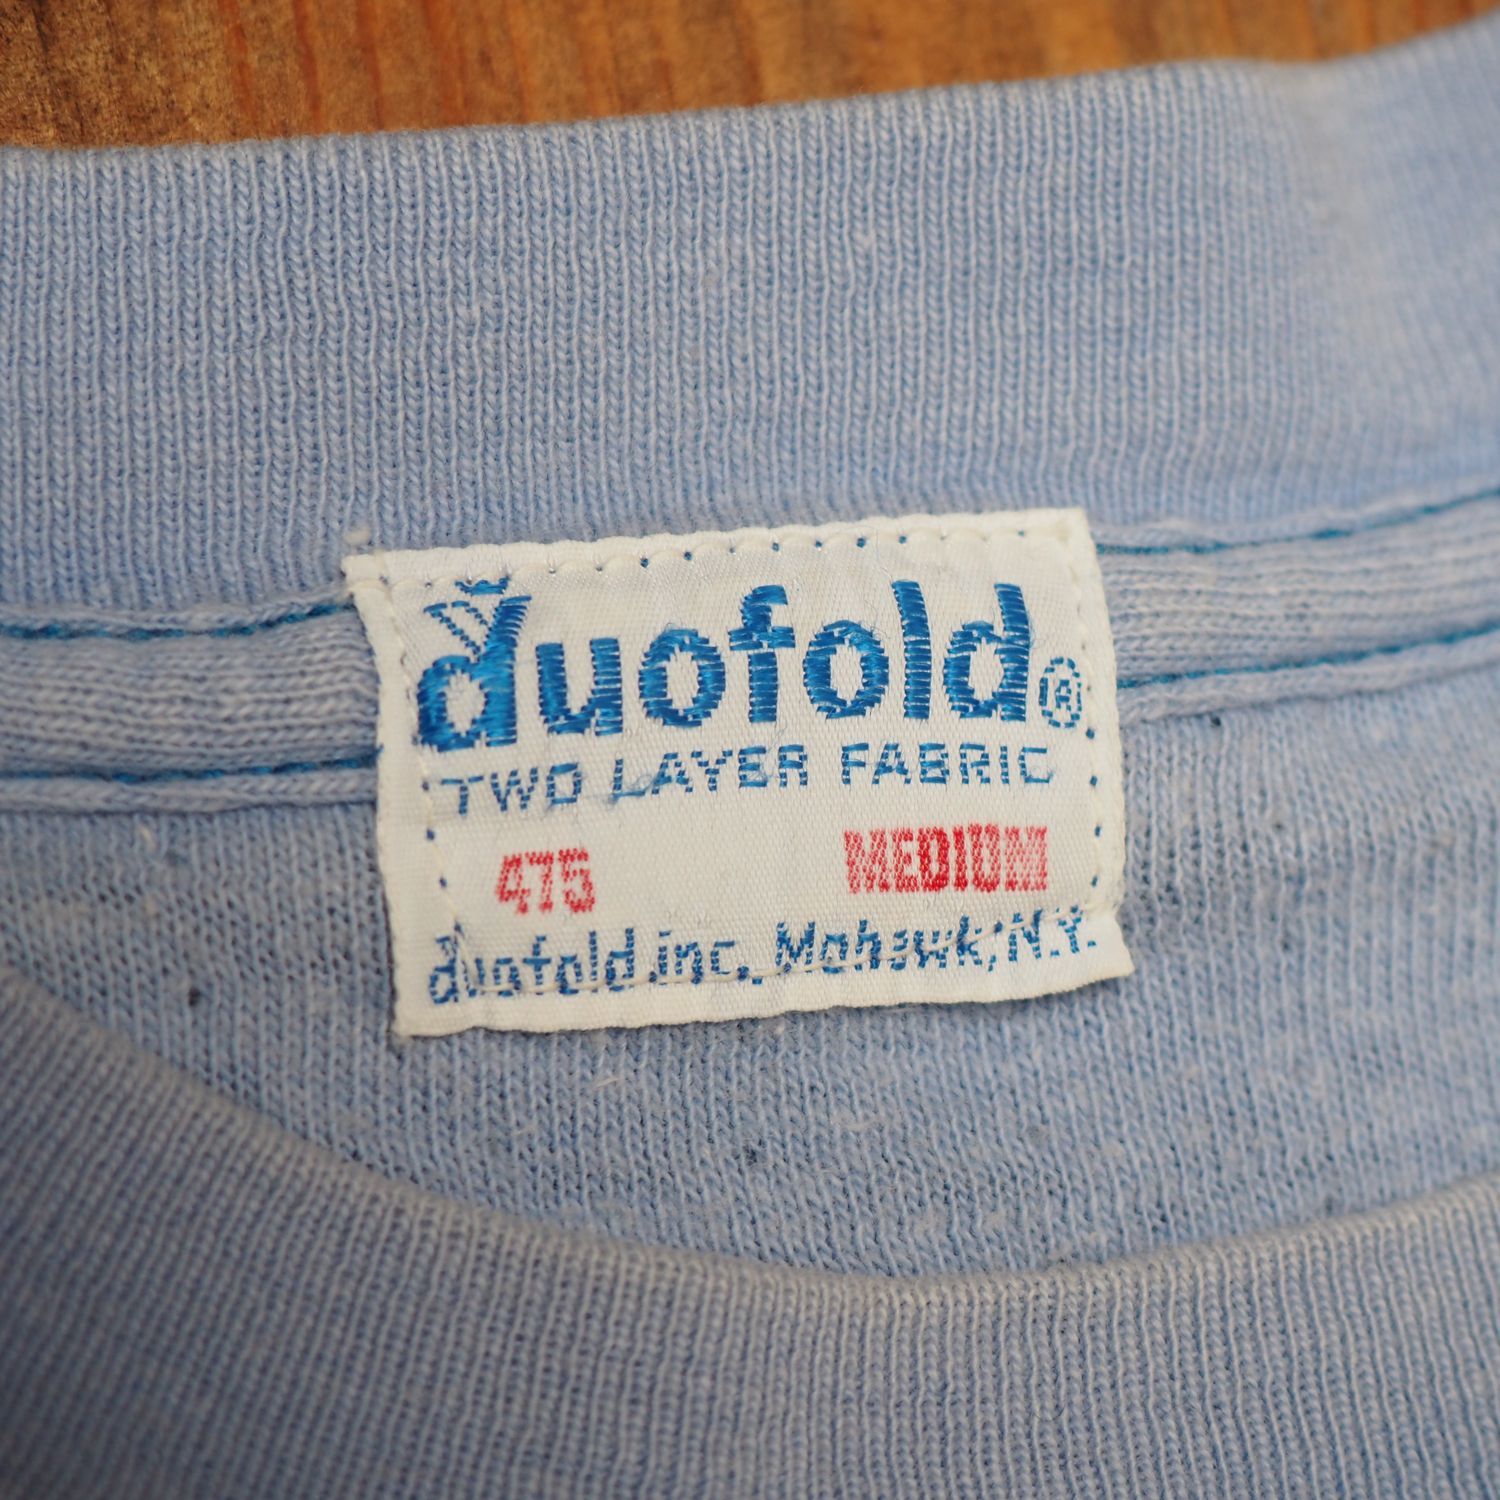 duofold®
TWO LAYER FABRIC
475 MEDIUM
duofold.inc, Mohawk, N.Y.